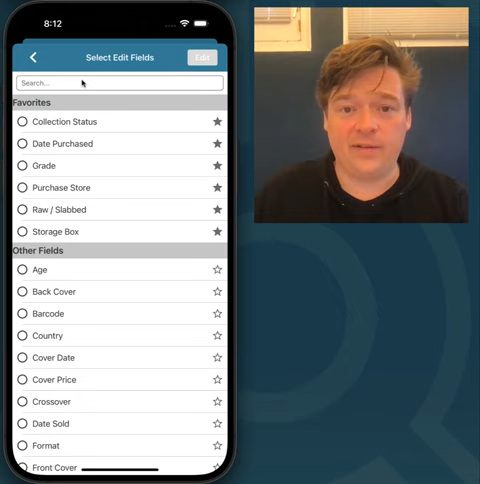 8:12
Select Edit Fields
Edit
Search...
Favorites
Collection Status
Date Purchased
Grade
Purchase Store
Raw / Slabbed
Storage Box
Other Fields
Age
Back Cover
Barcode
Country
Cover Date
Cover Price
Crossover
Date Sold
Format
Front Cover